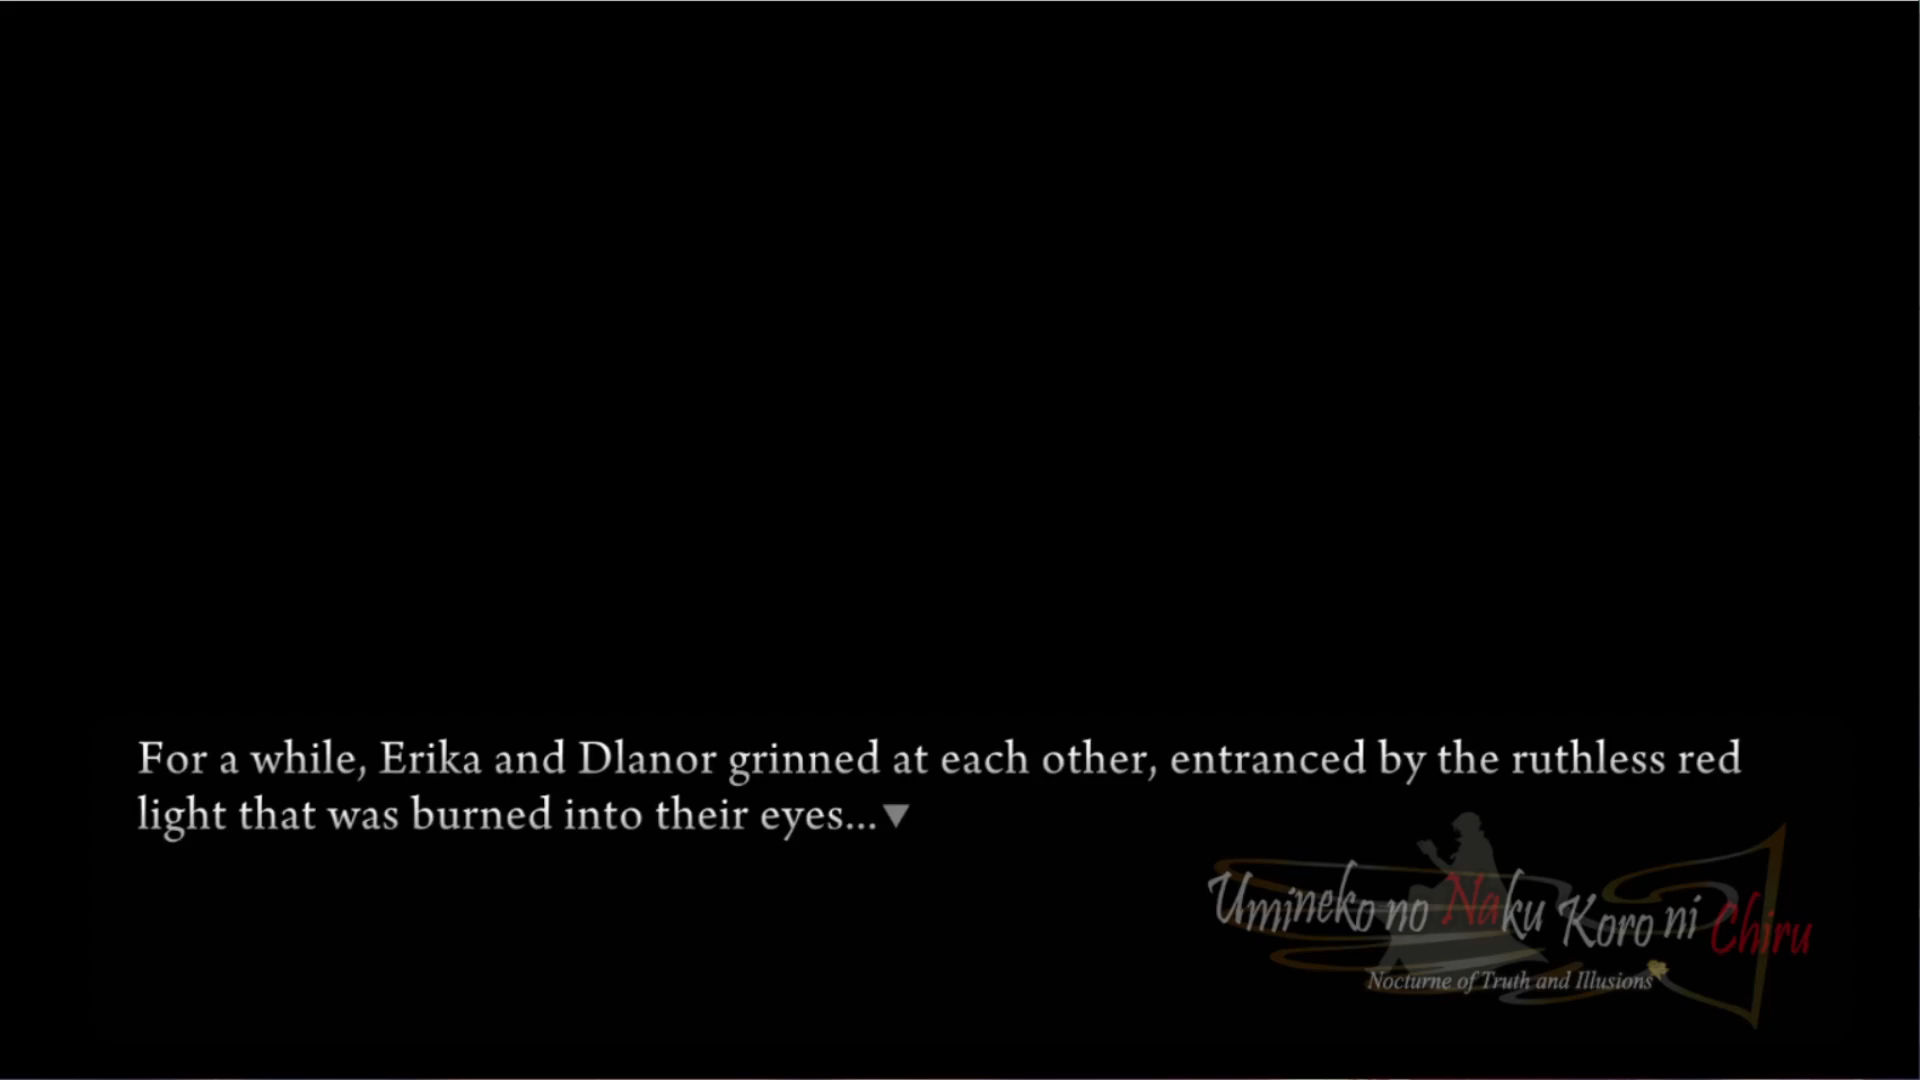 For a while, Erika and Dlanor grinned at each other, entranced by the ruthless red
light that was burned into their eyes...
Umineko no Naku Koro ni Chiru
Nocturne of Truth and Illusions